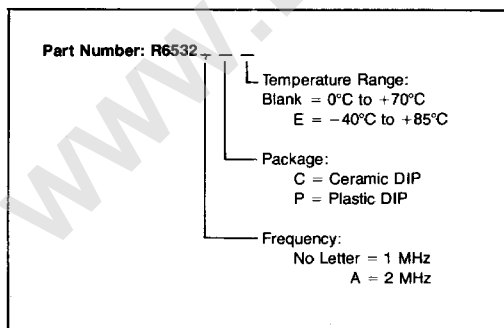 Part Number: R6532 _ _ _
Temperature Range:
Blank = 0°C to +70°C
E = −40°C to +85°C
Package:
C = Ceramic DIP
P = Plastic DIP
Frequency:
No Letter = 1 MHz
A = 2 MHz